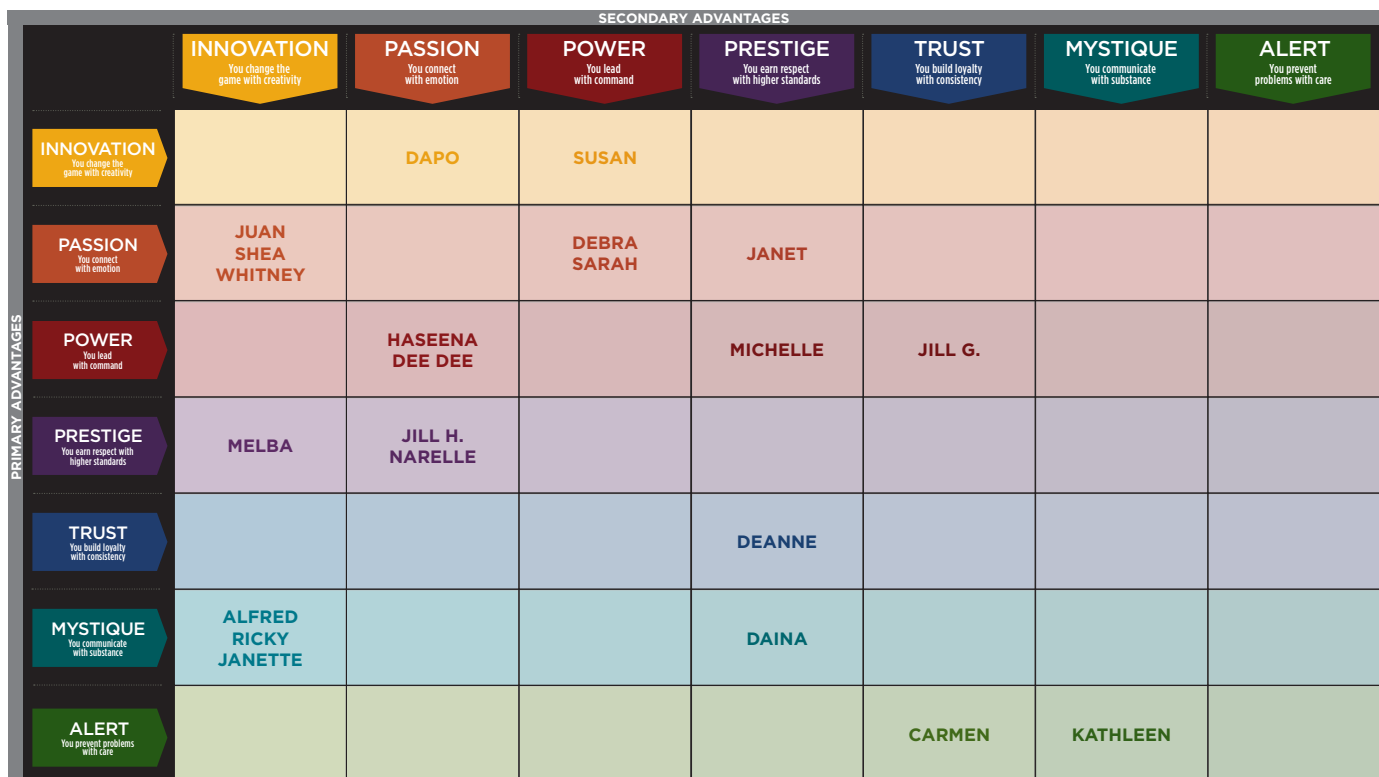 SECONDARY ADVANTAGES
PRIMARY ADVANTAGES
INNOVATION
You change the
game with creativity
PASSION
You connect
with emotion
POWER
You lead
with command
PRESTIGE
You earn respect
with higher standards
TRUST
You build loyalty
with consistency
MYSTIQUE
You communicate
with substance
ALERT
You prevent
problems with care
INNOVATION
You change the
game with creativity
DAPO
SUSAN
PASSION
You connect
with emotion
JUAN
SHEA
WHITNEY
DEBRA
SARAH
JANET
POWER
You lead
with command
HASEENA
DEE DEE
MICHELLE
JILL G.
PRESTIGE
You earn respect with
higher standards
MELBA
JILL H.
NARELLE
TRUST
You build loyalty
with consistency
DEANNE
MYSTIQUE
You communicate
with substance
ALFRED
RICKY
JANETTE
DAINA
ALERT
You prevent problems
with care
CARMEN
KATHLEEN